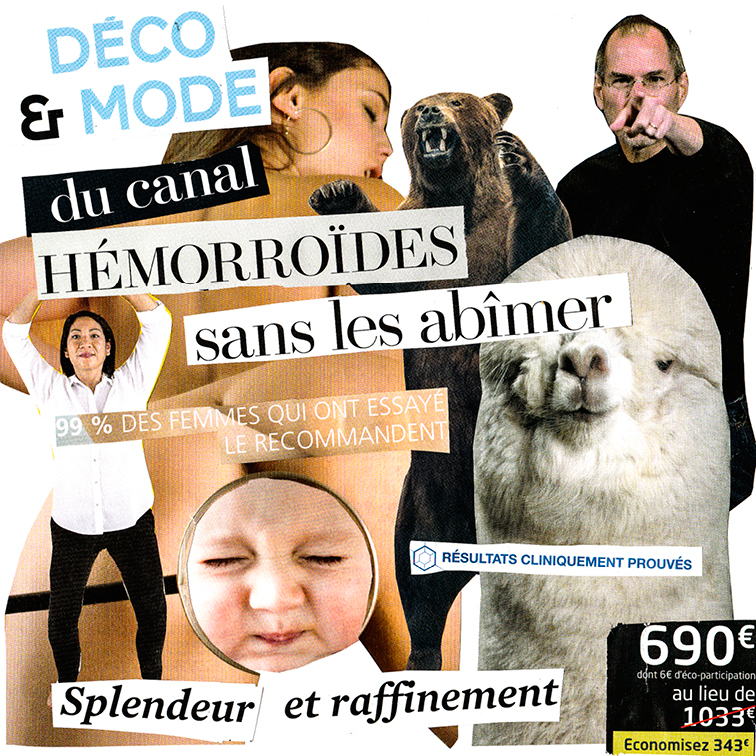 DÉCO
& MODE
du canal
HÉMORROÏDES
sans les abîmer
99 % DES FEMMES QUI ONT ESSAYÉ
LE RECOMMANDENT
RÉSULTATS CLINIQUEMENT PROUVÉS
Splendeur et raffinement
690€
dont 6€ d'éco-participation
au lieu de
1033€
Economisez 343€